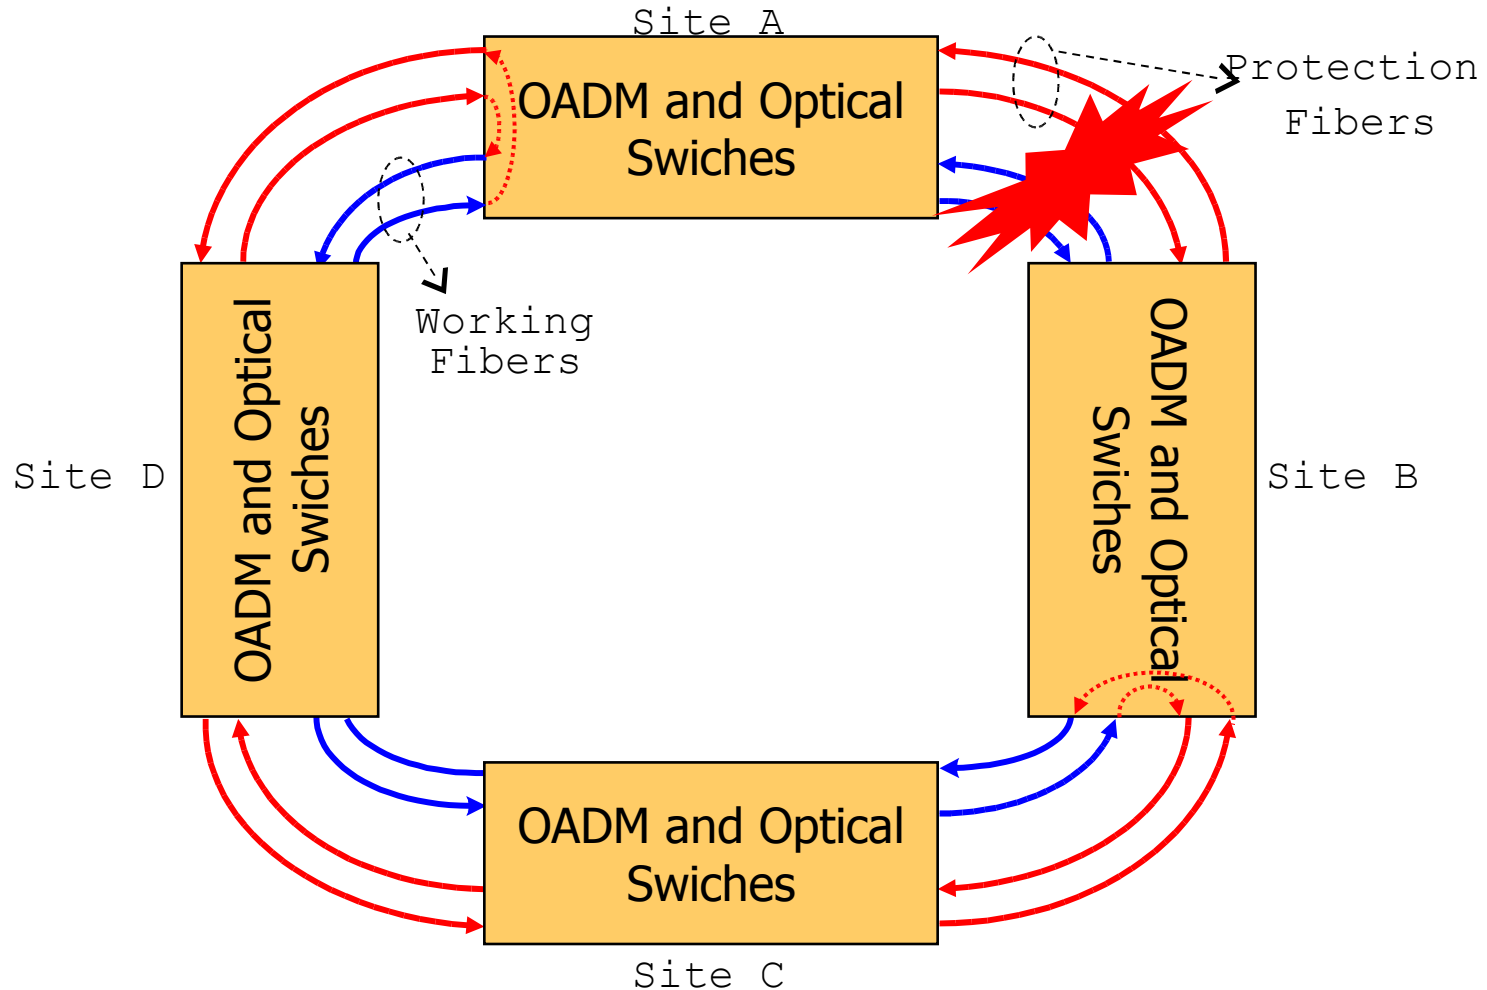 Site A
OADM and Optical
Swiches
Protection
Fibers
Working
Fibers
Site D
OADM and Optical
Swiches
OADM and Optical
Swiches
Site B
OADM and Optical
Swiches
Site C